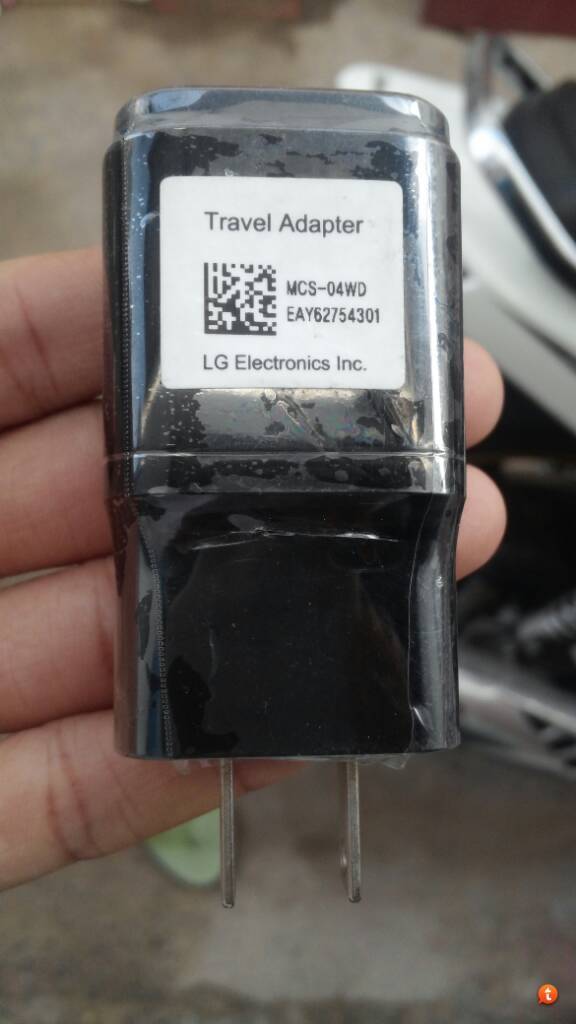 Travel Adapter
MCS-04WD
EAY62754301
LG Electronics Inc.
t